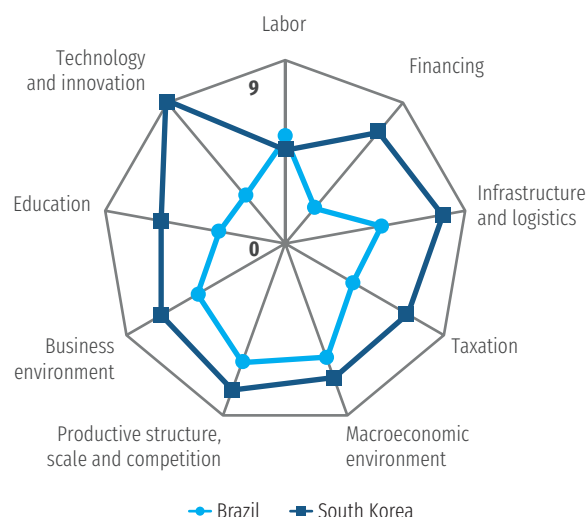 Labor
Technology
and innovation
9
Financing
Education
Infrastructure
and logistics
0
Business
environment
Taxation
Productive structure,
scale and competition
Macroeconomic
environment
Brazil
South Korea